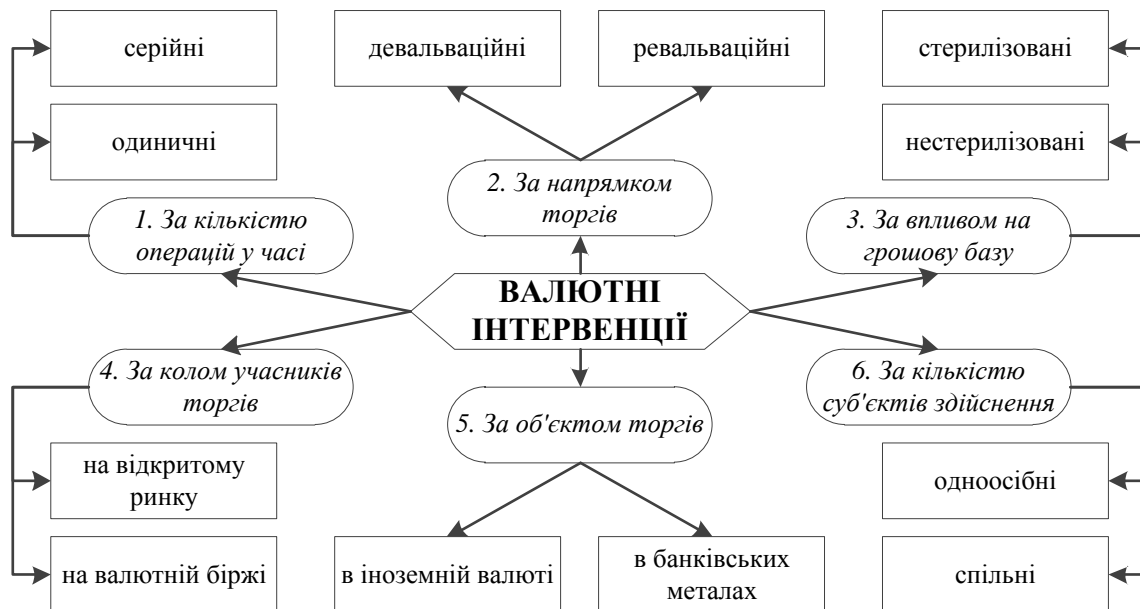 серійні
девальваційні
ревальваційні
стерилізовані
одиничні
нестерилізовані
2. За напрямком
торгів
1. За кількістю
операцій у часі
3. За впливом на
грошову базу
ВАЛЮТНІ
ІНТЕРВЕНЦІЇ
4. За колом учасників
торгів
5. За об'єктом торгів
6. За кількістю
суб'єктів здійснення
на відкритому
ринку
одноосібні
на валютній біржі
в іноземній валюті
в банківських
металах
спільні